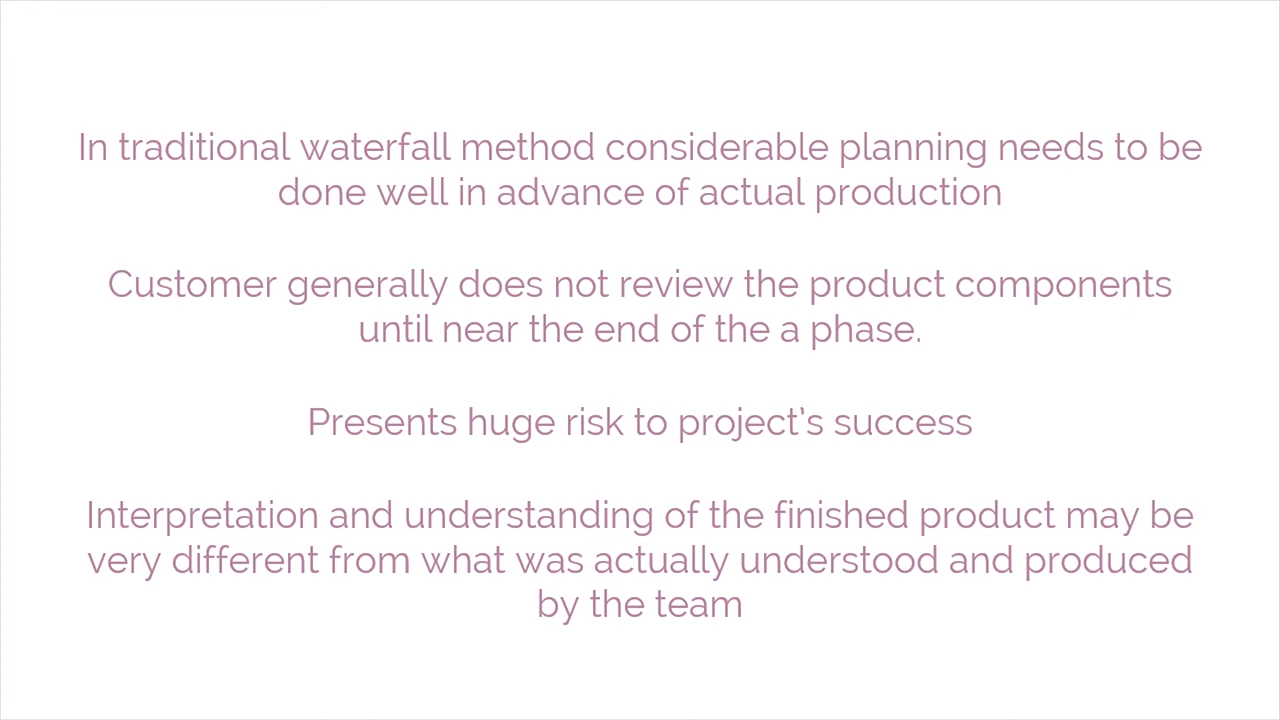 In traditional waterfall method considerable planning needs to be
done well in advance of actual production
Customer generally does not review the product components
until near the end of the a phase.
Presents huge risk to project’s success
Interpretation and understanding of the finished product may be
very different from what was actually understood and produced
by the team